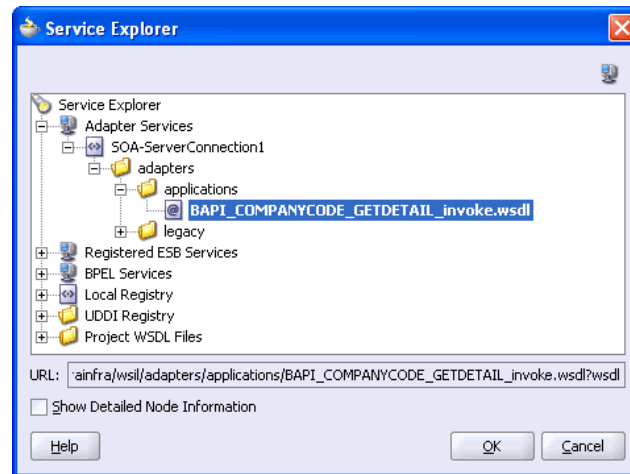 Service Explorer
Service Explorer
Adapter Services
SOA-ServerConnection1
adapters
applications
BAPI_COMPANYCODE_GETDETAIL_invoke.wsdl
legacy
Registered ESB Services
BPEL Services
Local Registry
UDDI Registry
Project WSDL Files
URL: ainfra/wsil/adapters/applications/BAPI_COMPANYCODE_GETDETAIL_invoke.wsdl?wsdl
Show Detailed Node Information
Help OK Cancel